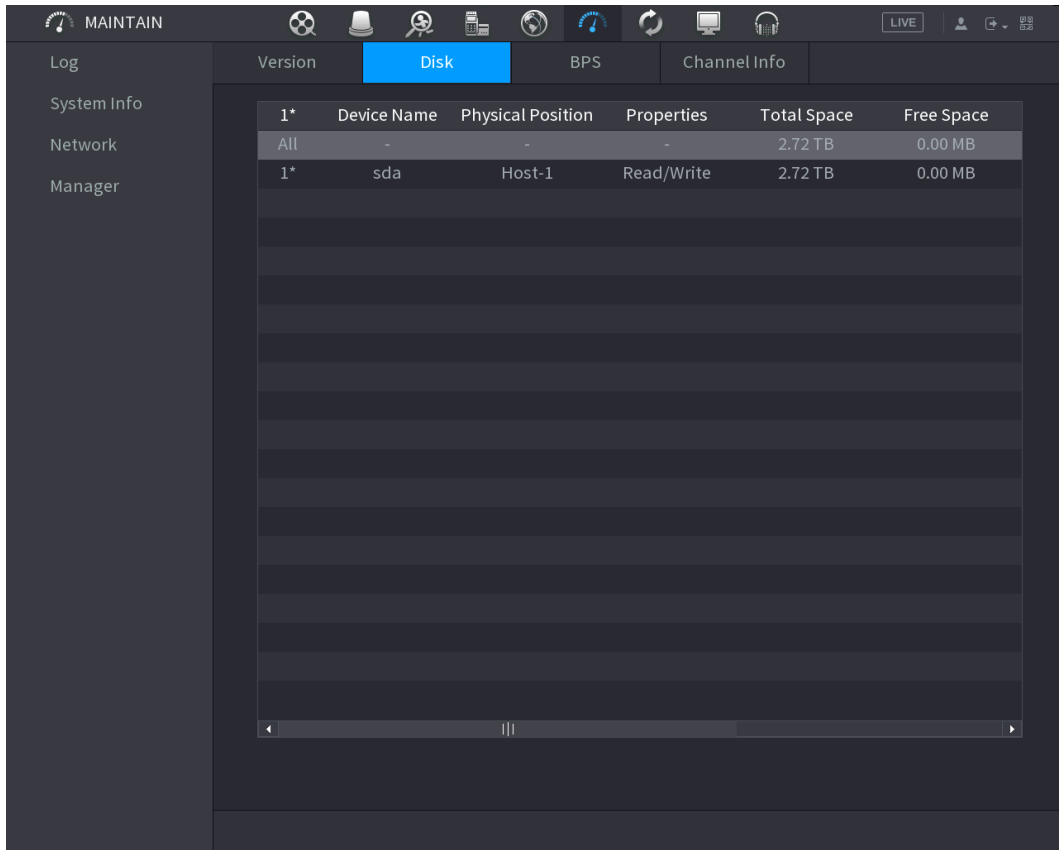 MAINTAIN LIVE
Log
System Info
Network
Manager
Version Disk BPS Channel Info
1* Device Name Physical Position Properties Total Space Free Space
All - - - 2.72 TB 0.00 MB
1* sda Host-1 Read/Write 2.72 TB 0.00 MB